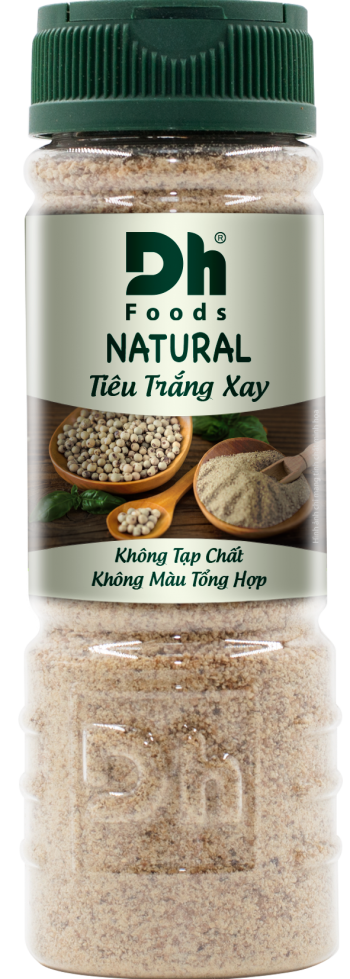 Dh®
Foods
NATURAL
Tiêu Trắng Xay
Không Tạp Chất
Không Màu Tổng Hợp
Dh